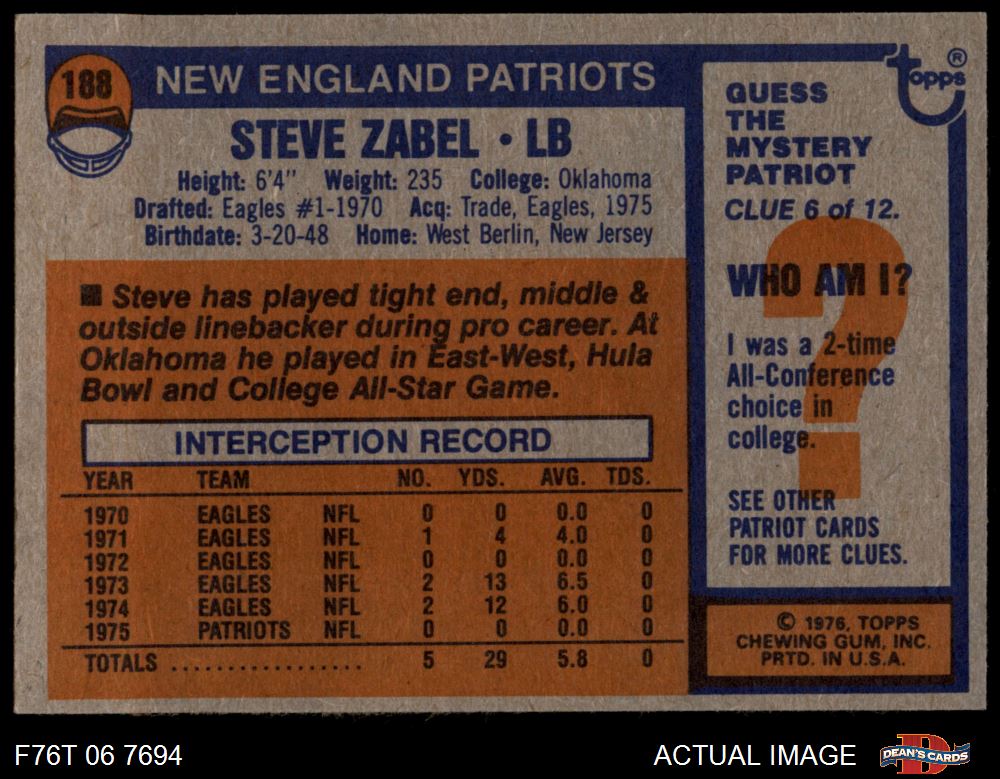 188
NEW ENGLAND PATRIOTS
topps ®
STEVE ZABEL • LB
Height: 6'4" Weight: 235 College: Oklahoma
Drafted: Eagles #1-1970 Acq: Trade, Eagles, 1975
Birthdate: 3-20-48 Home: West Berlin, New Jersey
■ Steve has played tight end, middle &
outside linebacker during pro career. At
Oklahoma he played in East-West, Hula
Bowl and College All-Star Game.
INTERCEPTION RECORD
YEAR TEAM NO. YDS. AVG. TDS.
1970 EAGLES NFL 0 0 0.0 0
1971 EAGLES NFL 1 4 4.0 0
1972 EAGLES NFL 0 0 0.0 0
1973 EAGLES NFL 2 13 6.5 0
1974 EAGLES NFL 2 12 6.0 0
1975 PATRIOTS NFL 0 0 0.0 0
TOTALS .................. 5 29 5.8 0
GUESS
THE
MYSTERY
PATRIOT
CLUE 6 of 12.
?
WHO AM I?
I was a 2-time
All-Conference
choice in
college.
SEE OTHER
PATRIOT CARDS
FOR MORE CLUES.
© 1976, TOPPS
CHEWING GUM, INC.
PRTD. IN U.S.A.
F76T 06 7694
ACTUAL IMAGE
DEAN'S CARDS